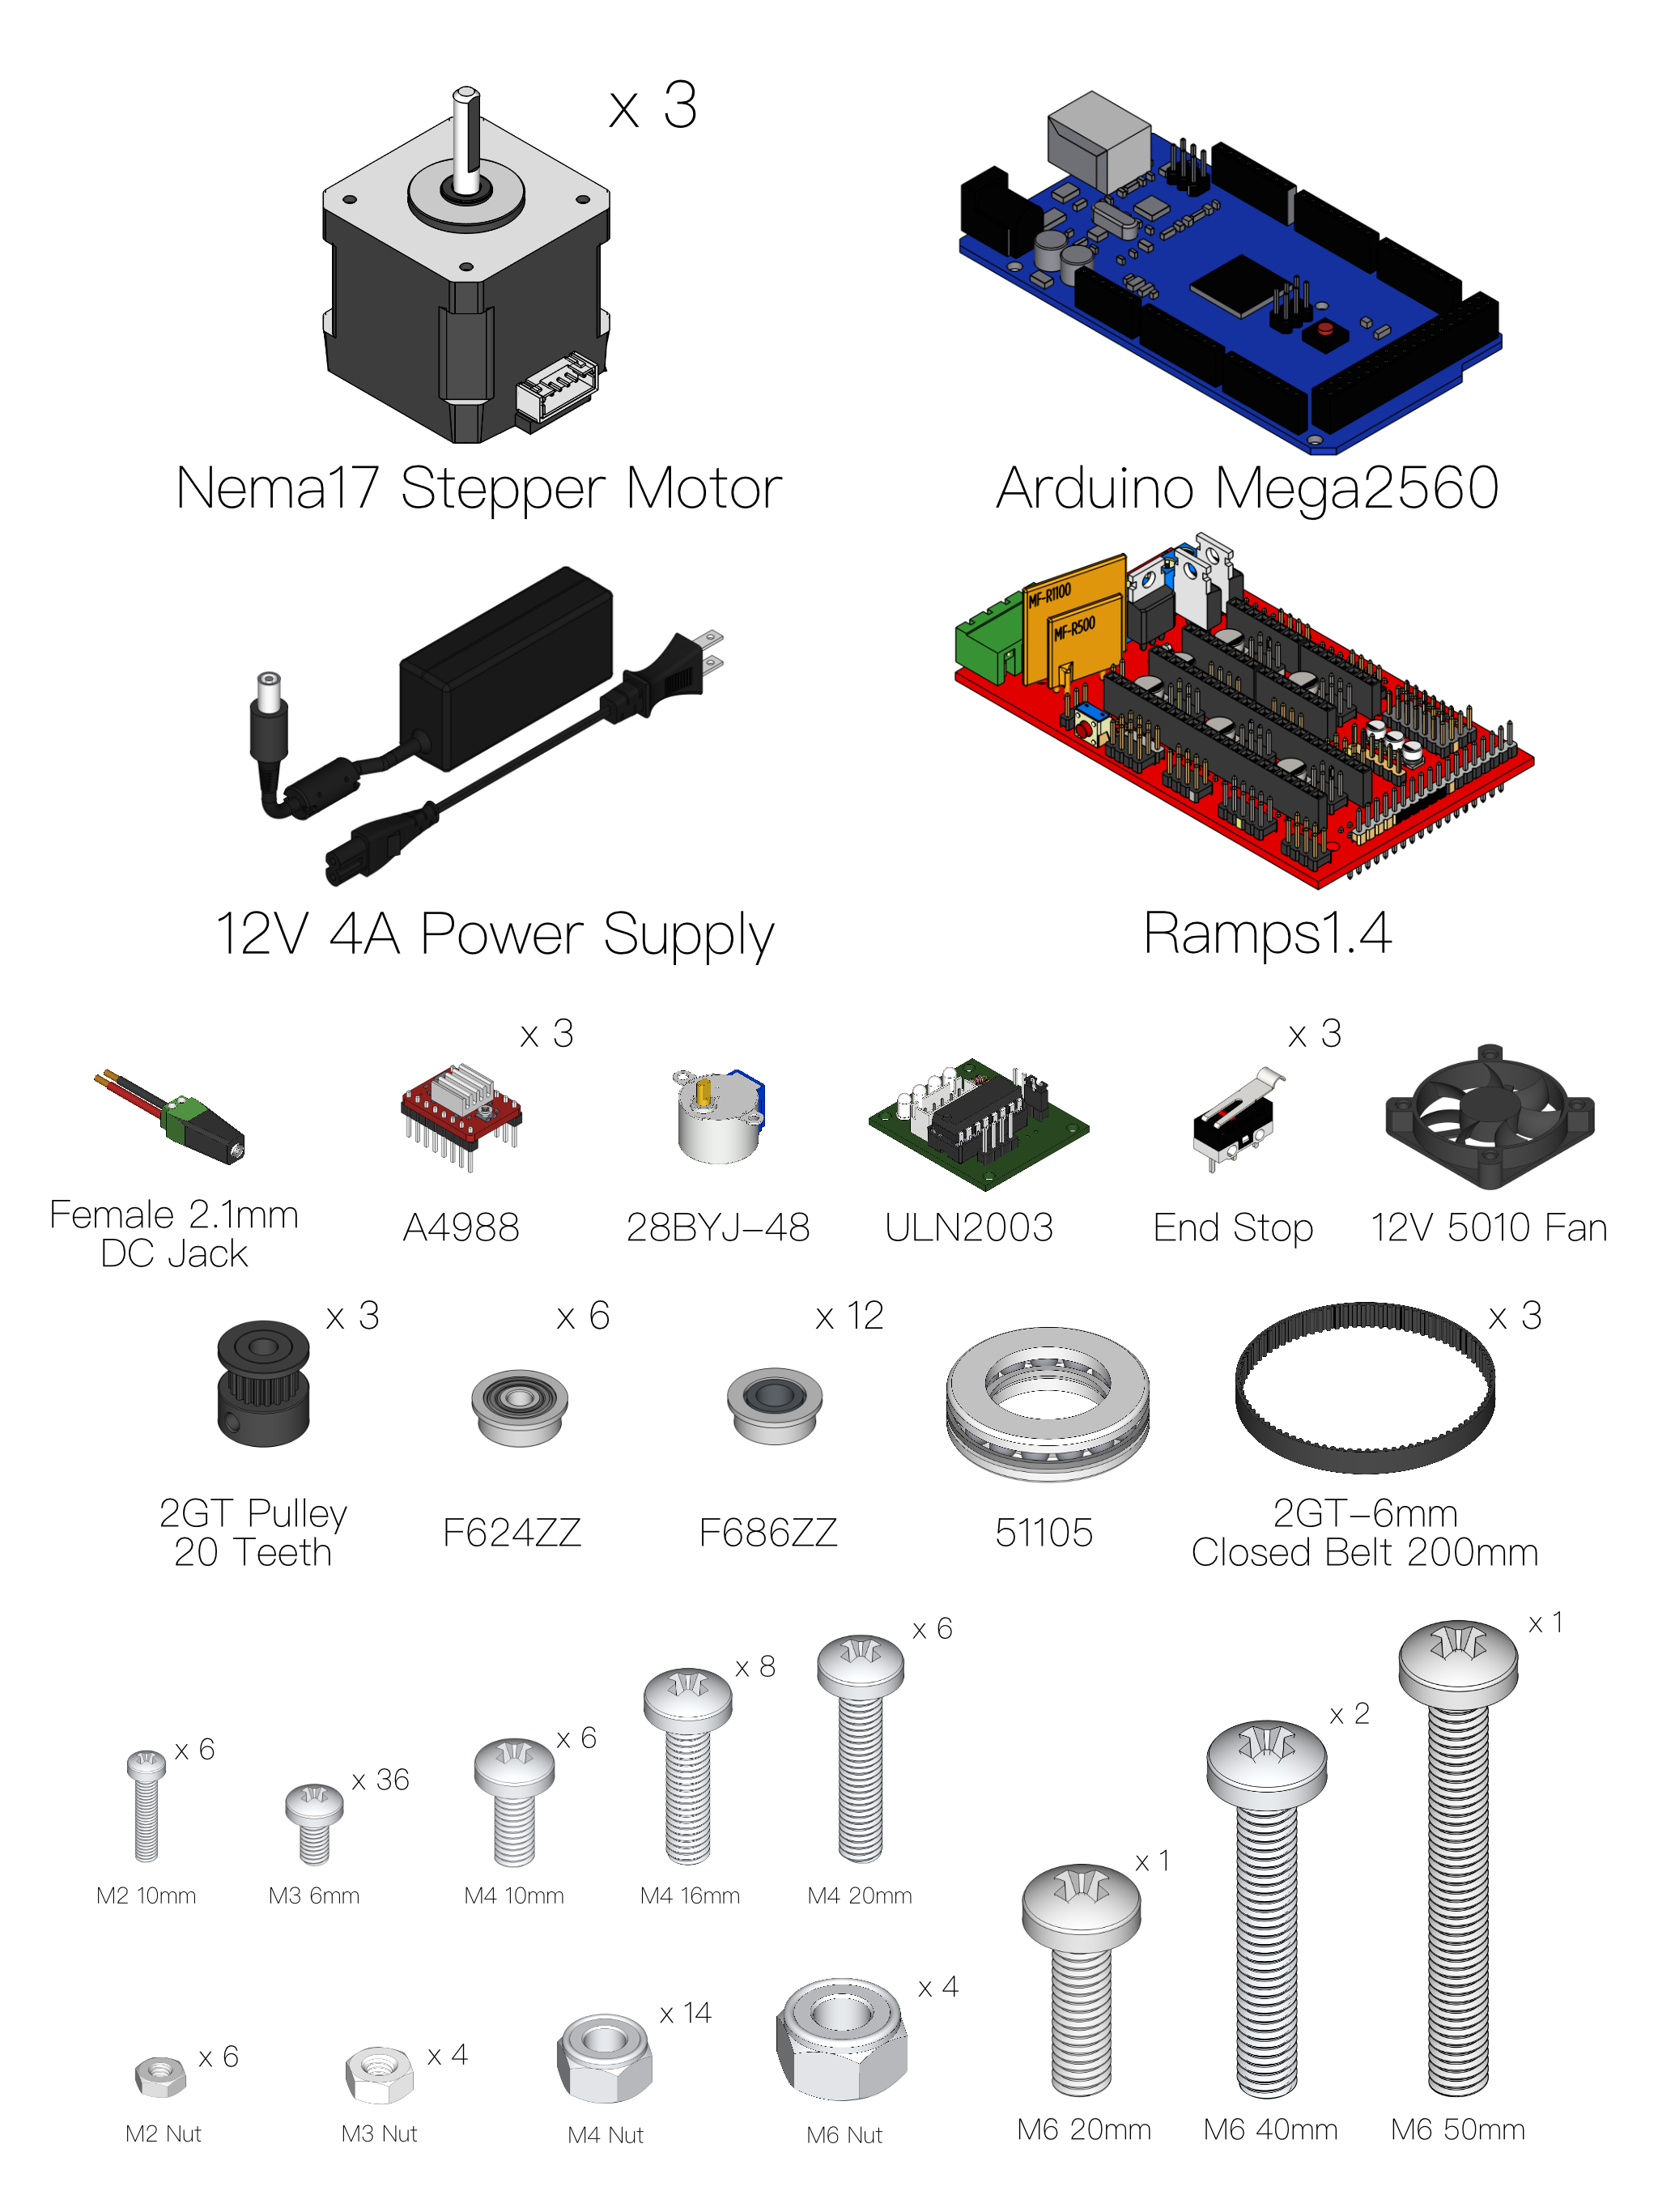 x 3
Nema17 Stepper Motor
Arduino Mega2560
MF-R1100
MF-R500
12V 4A Power Supply
Ramps1.4
Female 2.1mm
DC Jack
x 3
A4988
28BYJ-48
ULN2003
x 3
End Stop
12V 5010 Fan
x 3
2GT Pulley
20 Teeth
x 6
F624ZZ
x 12
F686ZZ
51105
x 3
2GT-6mm
Closed Belt 200mm
x 6
M2 10mm
x 36
M3 6mm
x 6
M4 10mm
x 8
M4 16mm
x 6
M4 20mm
x 6
M2 Nut
x 4
M3 Nut
x 14
M4 Nut
x 4
M6 Nut
x 1
M6 20mm
x 2
M6 40mm
x 1
M6 50mm